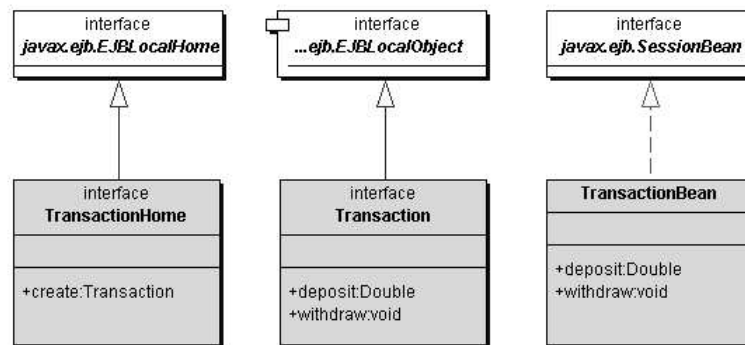 interface
javax.ejb.EJBLocalHome
interface
...ejb.EJBLocalObject
interface
javax.ejb.SessionBean
interface
TransactionHome
+create:Transaction
interface
Transaction
+deposit:Double
+withdraw:void
TransactionBean
+deposit:Double
+withdraw:void